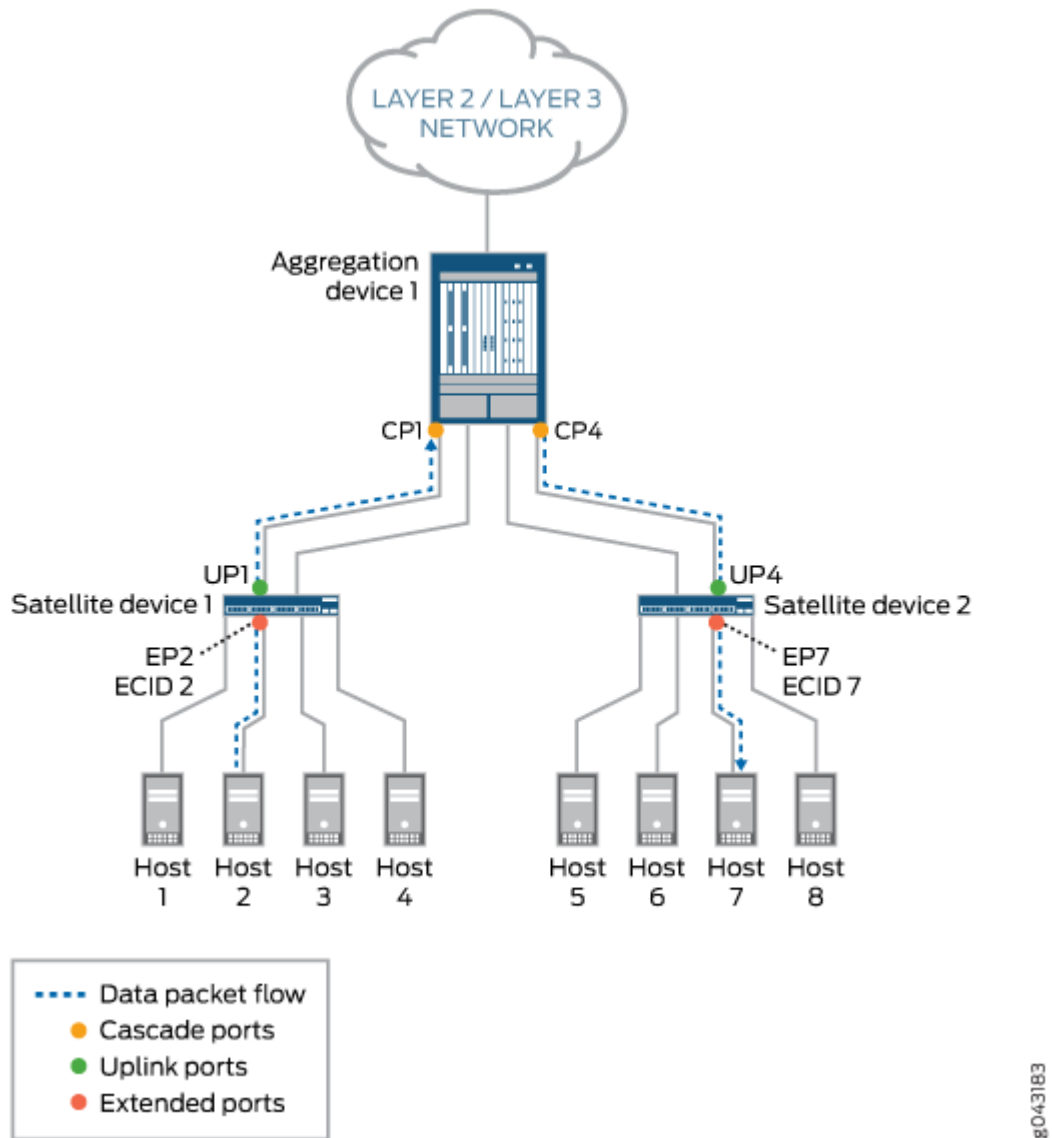 LAYER 2 / LAYER 3
NETWORK
Aggregation
device 1
CP1
CP4
UP1
UP4
Satellite device 1
Satellite device 2
EP2
ECID 2
EP7
ECID 7
Host
1
Host
2
Host
3
Host
4
Host
5
Host
6
Host
7
Host
8
Data packet flow
Cascade ports
Uplink ports
Extended ports
g043183